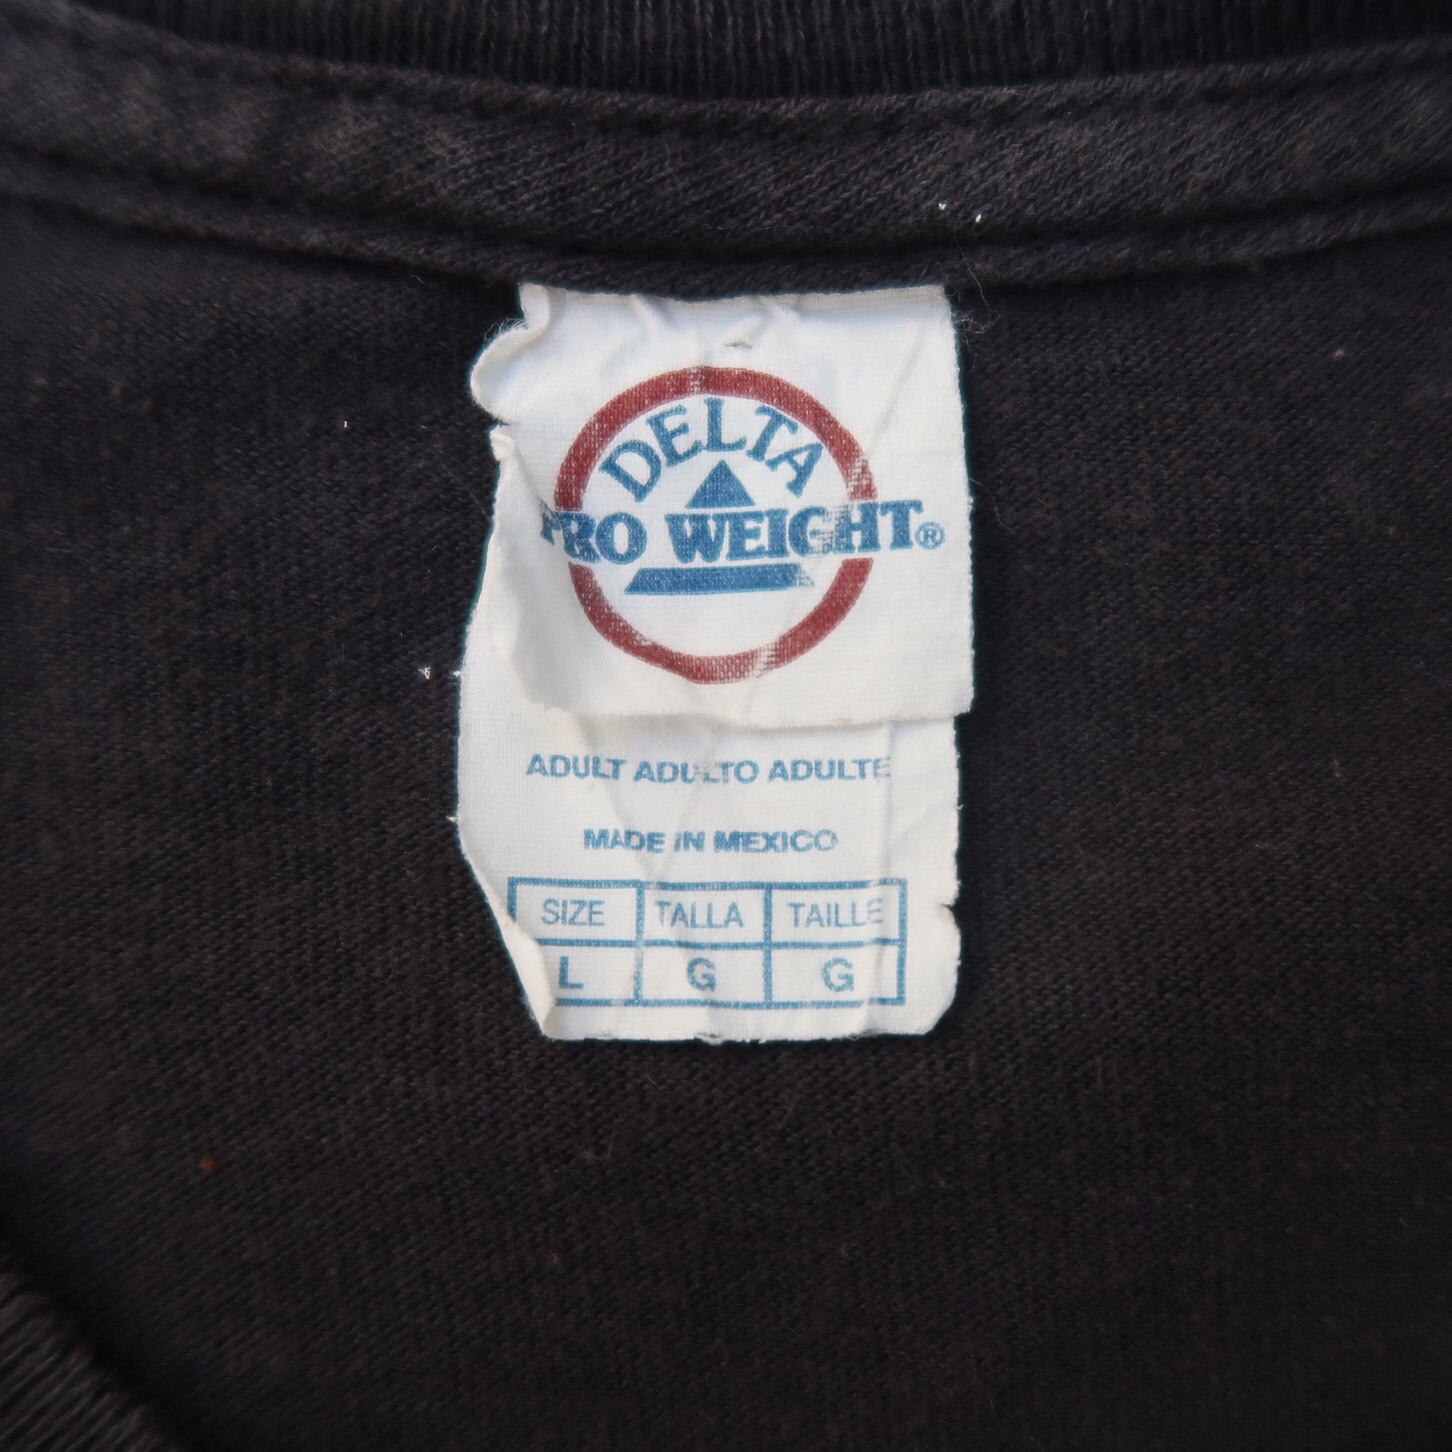 DELTA
PRO WEIGHT®
ADULT ADULTO ADULTE
MADE IN MEXICO
SIZE TALLA TAILLE
L G G